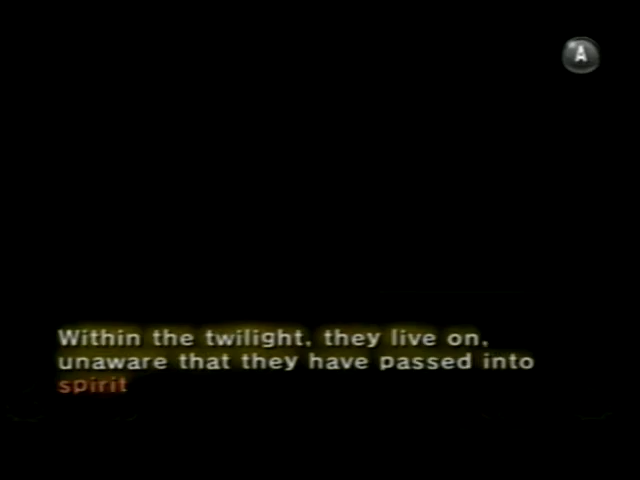 A
Within the twilight, they live on,
unaware that they have passed into
spirit